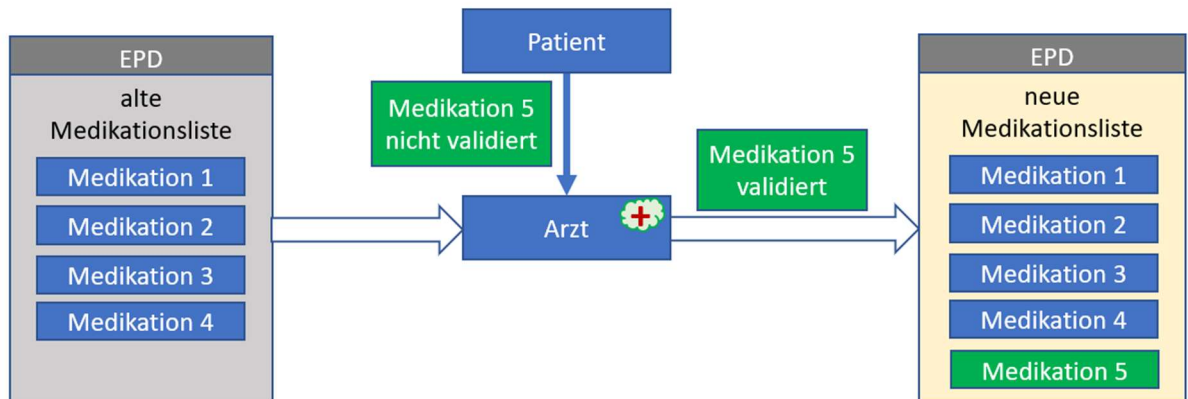 EPD
alte
Medikationsliste
Medikation 1
Medikation 2
Medikation 3
Medikation 4
Patient
Medikation 5
nicht validiert
Arzt
Medikation 5
validiert
EPD
neue
Medikationsliste
Medikation 1
Medikation 2
Medikation 3
Medikation 4
Medikation 5